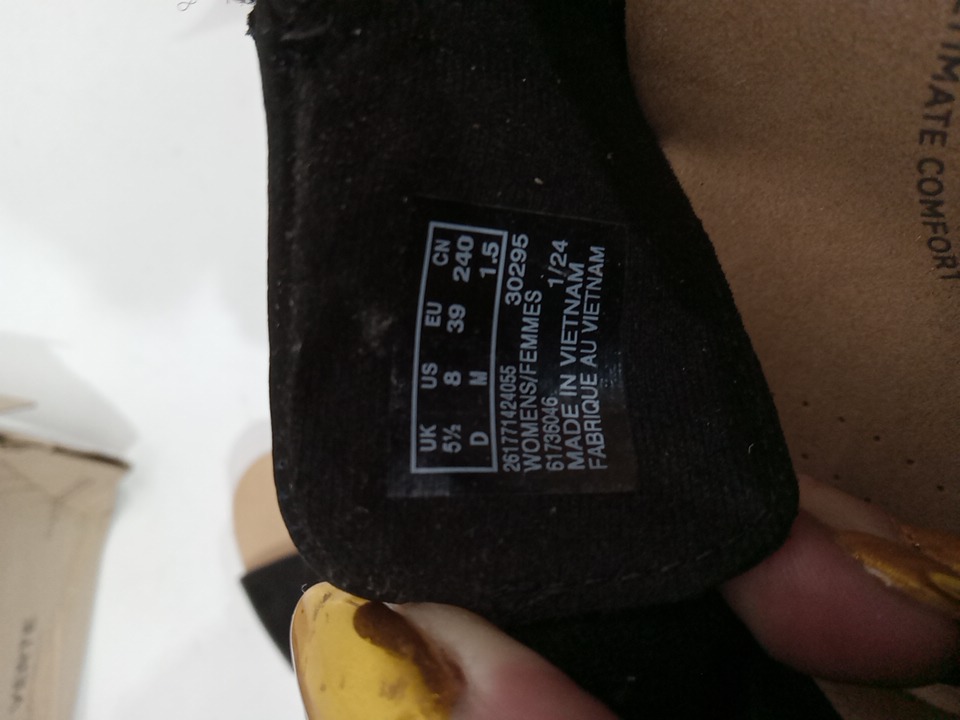 UK US EU CN
5½ 8 39 240
D M 1.5
261771424055
WOMENS/FEMMES 30295
61736046 1/24
MADE IN VIETNAM
FABRIQUE AU VIETNAM
TIMATE COMFORT